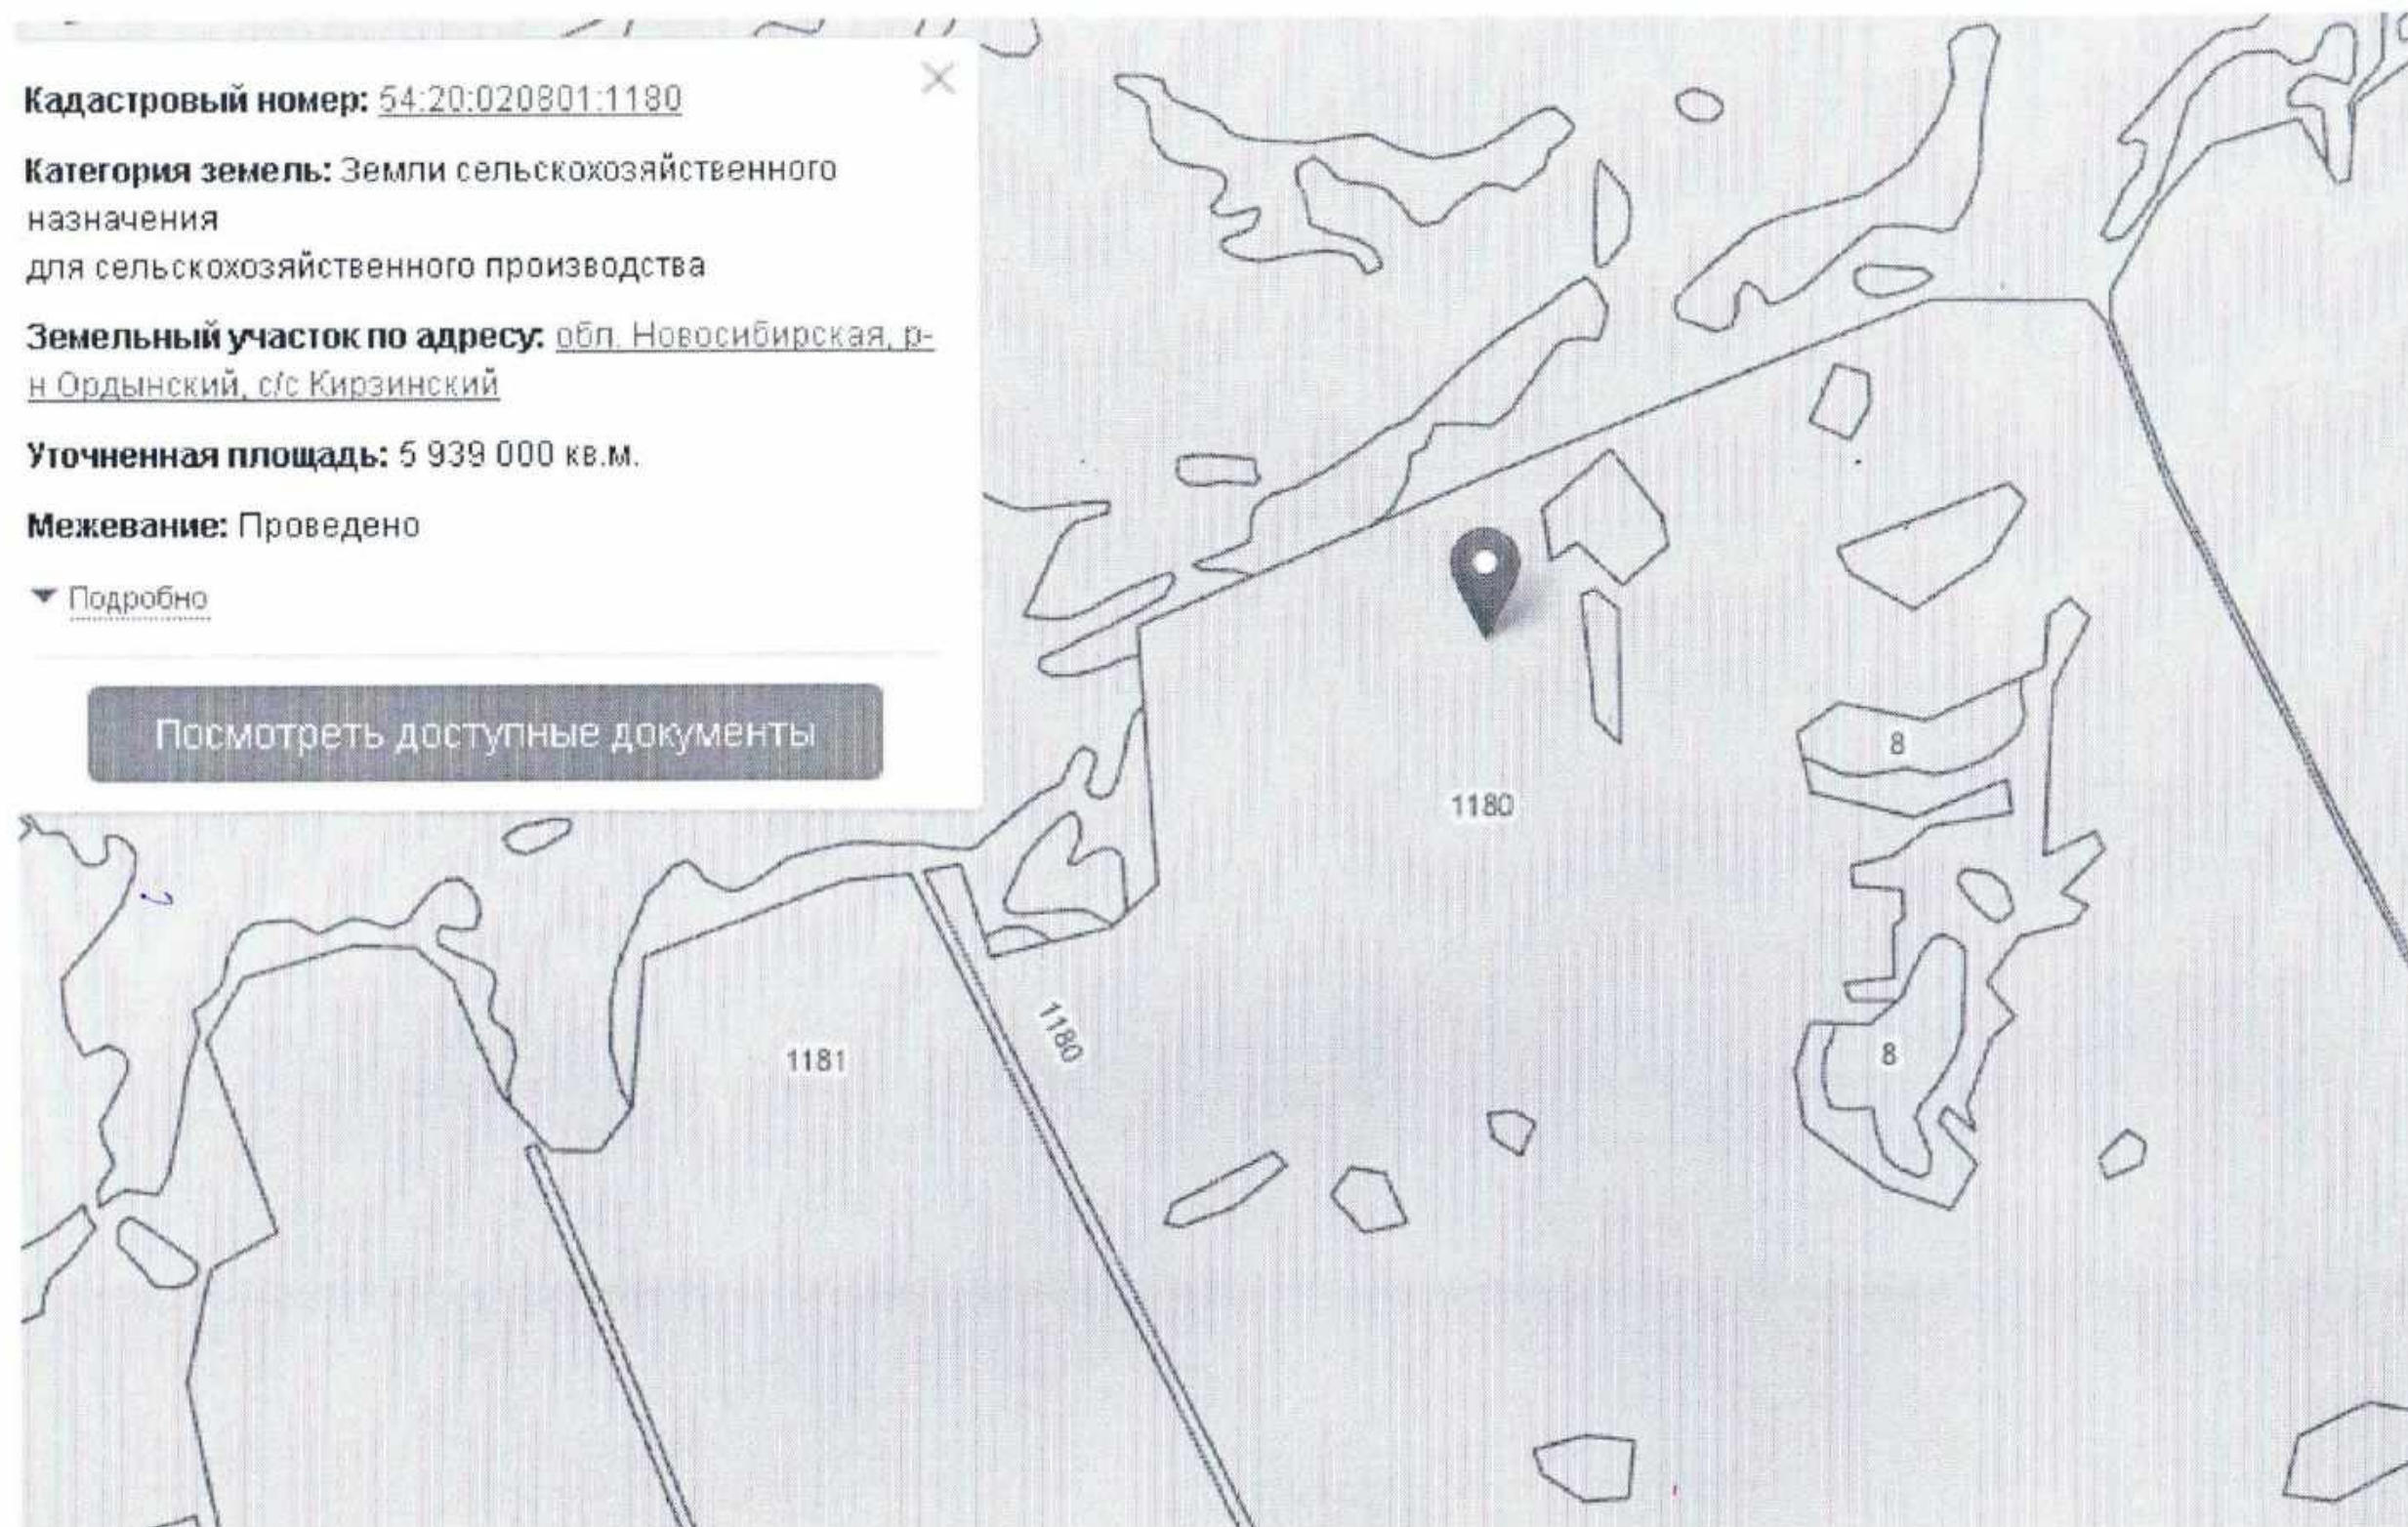 Кадастровый номер: 54:20:020801:1180
Категория земель: Земли сельскохозяйственного
назначения
для сельскохозяйственного производства
Земельный участок по адресу: обл. Новосибирская, р-
н Ордынский, с/с Кирзинский
Уточненная площадь: 5 939 000 кв.м.
Межевание: Проведено
Подробно
Посмотреть доступные документы
8
1180
1180
1181
8